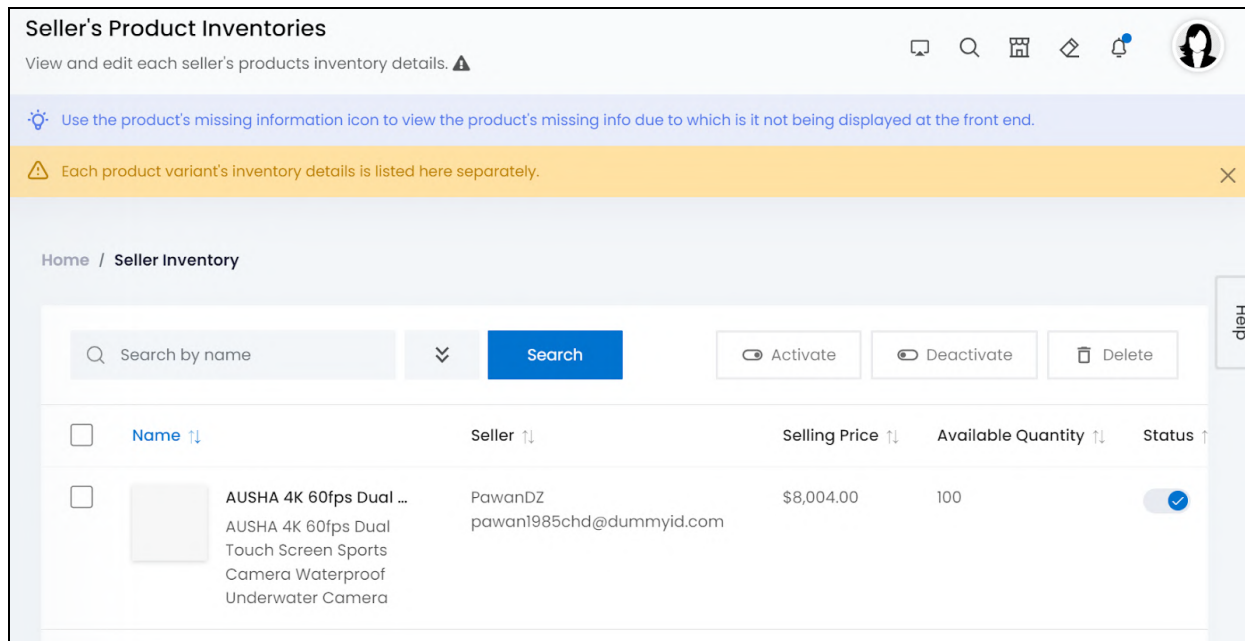 Seller's Product Inventories
View and edit each seller's products inventory details.
Use the product's missing information icon to view the product's missing info due to which is it not being displayed at the front end.
Each product variant's inventory details is listed here separately.
Home / Seller Inventory
Help
Search by name
Search
Activate
Deactivate
Delete
Name
Seller
Selling Price
Available Quantity
Status
AUSHA 4K 60fps Dual ...
PawanDZ
$8,004.00
100
pawan1985chd@dummyid.com
AUSHA 4K 60fps Dual
Touch Screen Sports
Camera Waterproof
Underwater Camera